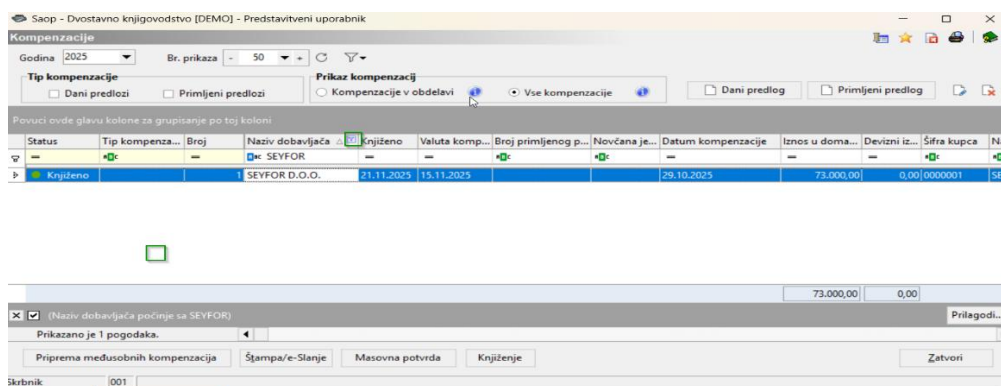 Saop - Dvostavno knjigovodstvo [DEMO] - Predstavitveni uporabnik
Kompenzacije
Godina 2025 Br. prikaza - 50 +
Tip kompenzacije Prikaz kompenzacij
Dani predlozi Primljeni predlozi Kompenzacije v obdelavi Vse kompenzacije Dani predlog Primljeni predlog
Povuci ovde glavu kolone za grupisanje po toj koloni
Status Tip kompenza... Broj Naziv dobavljača Knjiženo Valuta komp... Broj primljenog p... Novčana je... Datum kompenzacije Iznos u doma... Devizni iz... Šifra kupca
= = SEYFOR = = = = =
Knjiženo 1 SEYFOR D.O.O. 21.11.2025 15.11.2025 29.10.2025 73.000,00 0,00 0000001 SE
73.000,00 0,00
(Naziv dobavljača počinje sa SEYFOR) Prilagodi...
Prikazano je 1 pogodaka.
Priprema međusobnih kompenzacija Štampa/e-Slanje Masovna potvrda Knjiženje Zatvori
Skrbnik 001